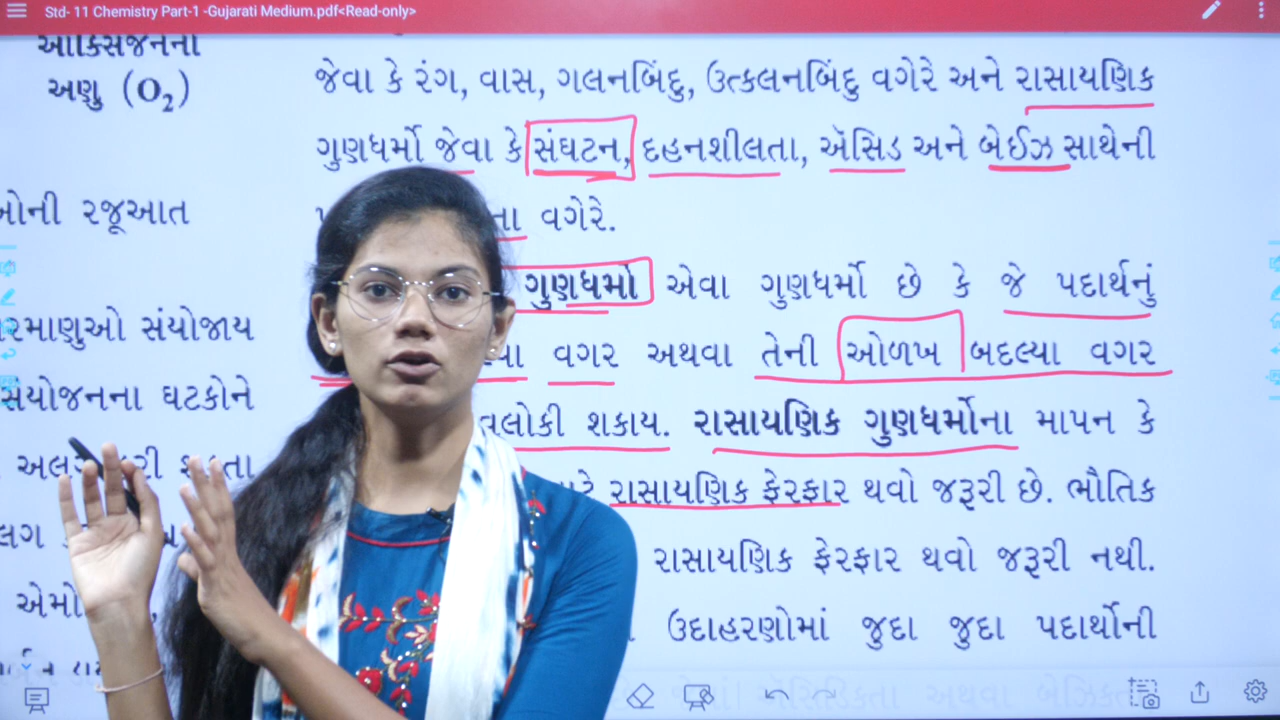 Std- 11 Chemistry Part-1 -Gujarati Medium.pdf<Read-only>
ઑક્સિજનના
અણુ (O₂)
રજૂઆત
સંયોજાય
સંયોજનના ઘટકોને
જેવા કે રંગ, વાસ, ગલનબિંદુ, ઉત્કલનબિંદુ વગેરે અને રાસાયણિક
ગુણધર્મો જેવા કે સંઘટન, દહનશીલતા, ઍસિડ અને બેઈઝ સાથેની
વગેરે.
ગુણધર્મો એવા ગુણધર્મો છે કે જે પદાર્થનું
વગર અથવા તેની ઓળખ બદલ્યા વગર
શકાય. રાસાયણિક ગુણધર્મોના માપન કે
રાસાયણિક ફેરફાર થવો જરૂરી છે. ભૌતિક
રાસાયણિક ફેરફાર થવો જરૂરી નથી.
ઉદાહરણોમાં જુદા જુદા પદાર્થોની